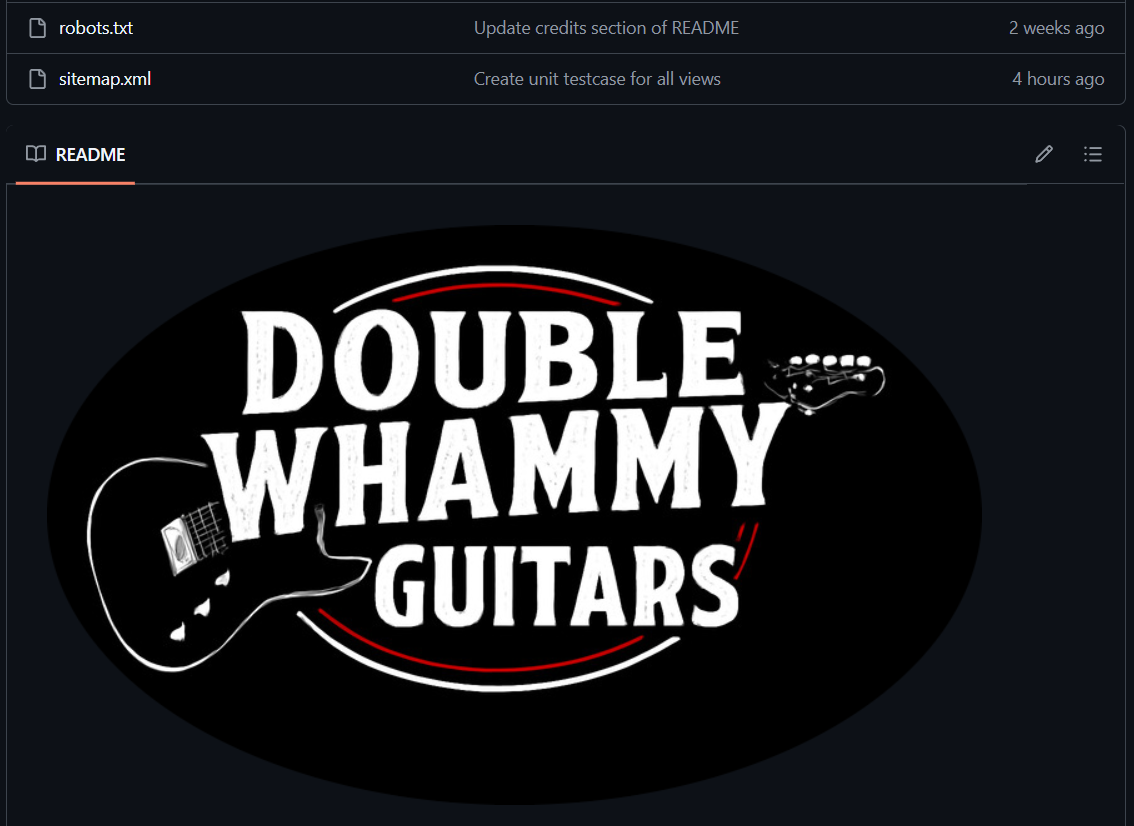 robots.txt Update credits section of README 2 weeks ago
sitemap.xml Create unit testcase for all views 4 hours ago
README
DOUBLE
WHAMMY
GUITARS